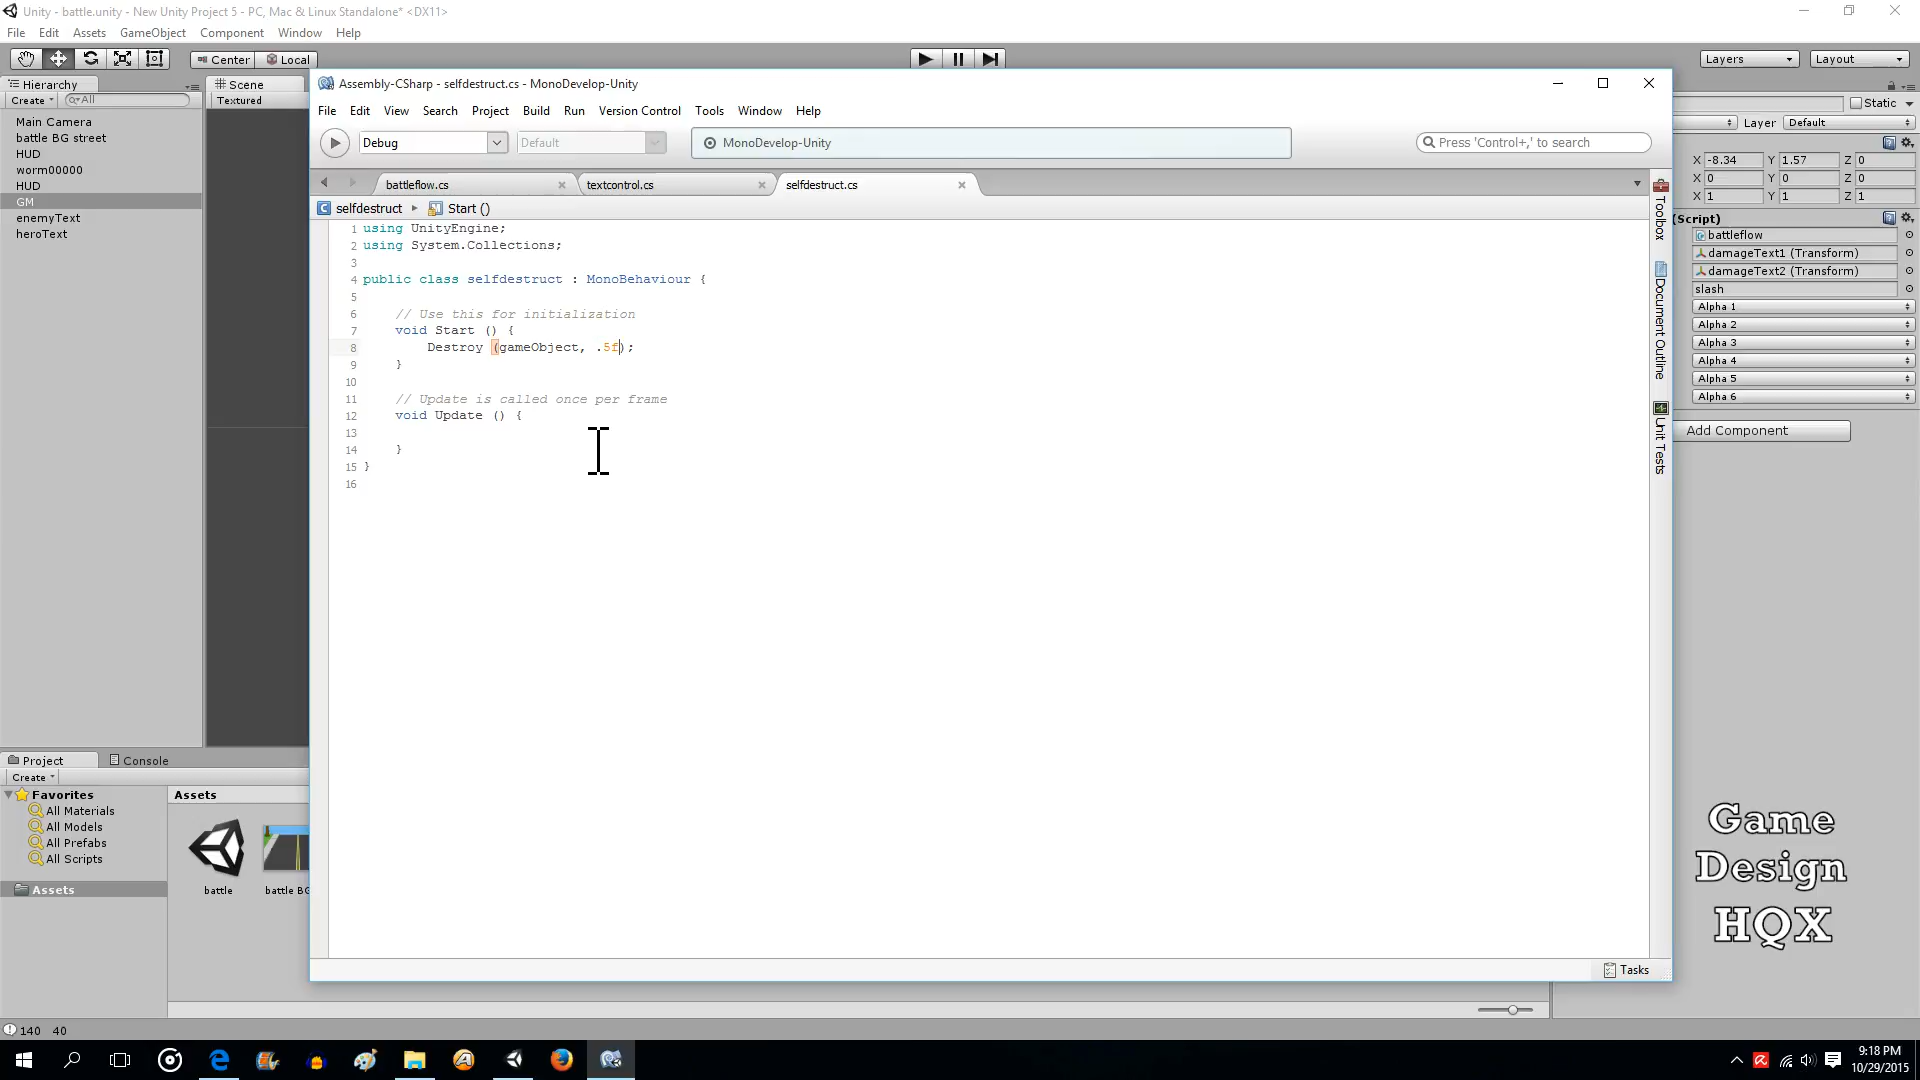 Unity - battle.unity - New Unity Project 5 - PC, Mac & Linux Standalone* <DX11>
File Edit Assets GameObject Component Window Help
Center Local Layers Layout
Hierarchy
Create All
Main Camera
battle BG street
HUD
worm00000
HUD
GM
enemyText
heroText
Scene
Textured
Assembly-CSharp - selfdestruct.cs - MonoDevelop-Unity
File Edit View Search Project Build Run Version Control Tools Window Help
Debug Default MonoDevelop-Unity Press 'Control+,' to search
battleflow.cs textcontrol.cs selfdestruct.cs
selfdestruct Start ()
1 using UnityEngine;
2 using System.Collections;
3
4 public class selfdestruct : MonoBehaviour {
5
6 // Use this for initialization
7 void Start () {
8 Destroy (gameObject, .5f);
9 }
10
11 // Update is called once per frame
12 void Update () {
13
14 }
15 }
16
Toolbox
Document Outline
Unit Tests
Tasks
Static
Layer Default
X -8.34 Y 1.57 Z 0
X 0 Y 0 Z 0
X 1 Y 1 Z 1
(Script)
battleflow
damageText1 (Transform)
damageText2 (Transform)
slash
Alpha 1
Alpha 2
Alpha 3
Alpha 4
Alpha 5
Alpha 6
Add Component
Project Console
Create
Favorites
All Materials
All Models
All Prefabs
All Scripts
Assets
Assets
battle battle BG
Game
Design
HQX
140 40
9:18 PM
10/29/2015